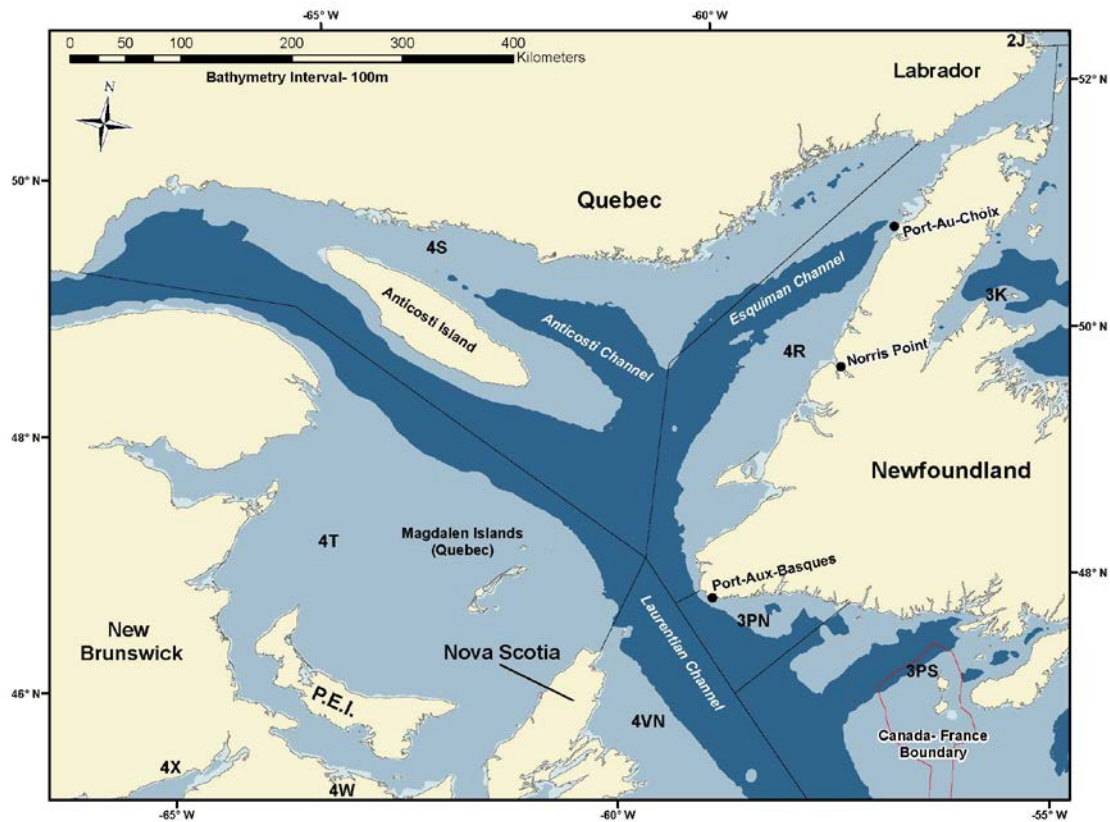 -65° W
-60° W
0 50 100 200 300 400
Kilometers
Bathymetry Interval- 100m
2J
Labrador
52° N
N
50° N
Quebec
Port-Au-Choix
4S
Esquiman Channel
3K
Anticosti Island
Anticosti Channel
4R
50° N
Norris Point
48° N
Newfoundland
4T
Magdalen Islands
(Quebec)
Port-Aux-Basques
48° N
Laurentian Channel
3PN
New
Brunswick
Nova Scotia
3PS
46° N
P.E.I.
46° N
4VN
Canada- France
Boundary
4X
4W
-65° W
-60° W
-55° W